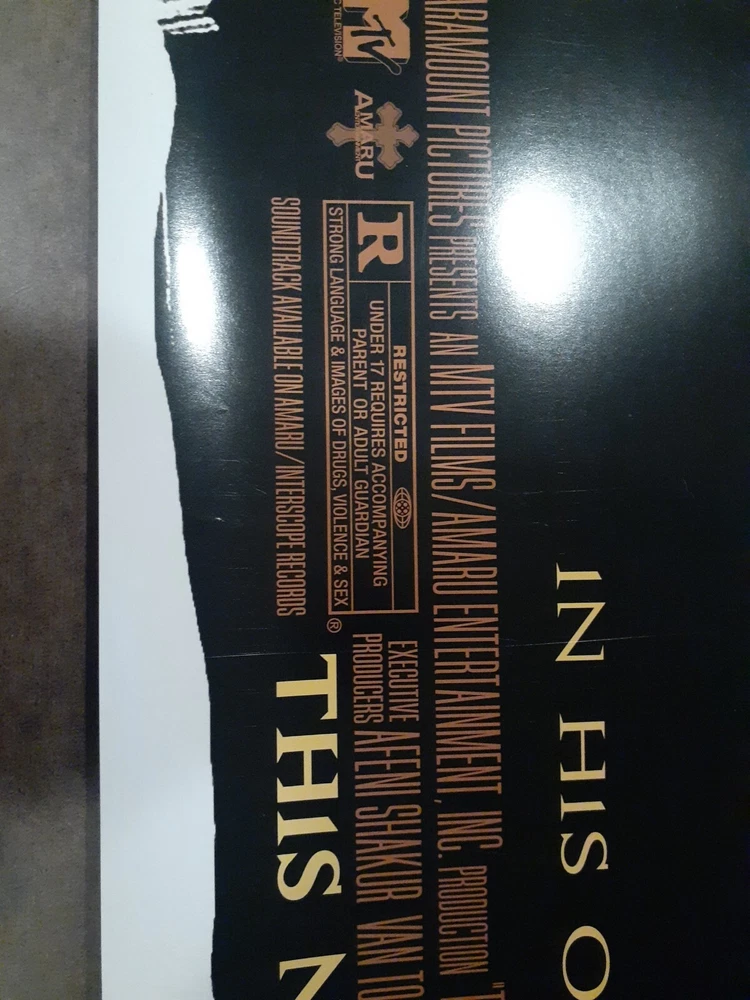 IN HIS O
ARAMOUNT PICTURES PRESENTS AN MTV FILMS/AMARU ENTERTAINMENT, INC. PRODUCTION "T
MTV
TELEVISION®
AMARU
R
RESTRICTED
UNDER 17 REQUIRES ACCOMPANYING
PARENT OR ADULT GUARDIAN
STRONG LANGUAGE & IMAGES OF DRUGS, VIOLENCE & SEX ®
EXECUTIVE
PRODUCERS AFENI SHAKUR VAN TO
SOUNDTRACK AVAILABLE ON AMARU/INTERSCOPE RECORDS
THIS N